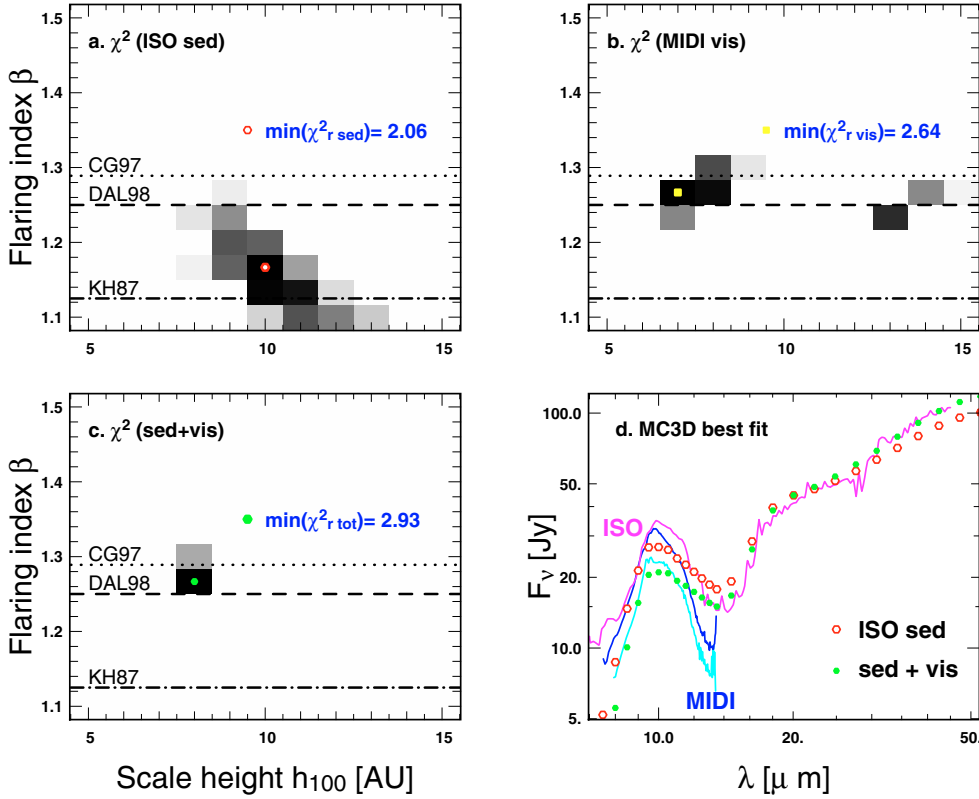 1.5
1.4
1.3
1.2
1.1
Flaring index β
a. χ² (ISO sed)
min(χ²r sed)= 2.06
CG97
DAL98
KH87
5
10
15
1.5
1.4
1.3
1.2
1.1
b. χ² (MIDI vis)
min(χ²r vis)= 2.64
5
10
15
1.5
1.4
1.3
1.2
1.1
Flaring index β
c. χ² (sed+vis)
min(χ²r tot)= 2.93
CG97
DAL98
KH87
5
10
15
Scale height h100 [AU]
100.0
50.
20.0
10.0
5.
Fν [Jy]
d. MC3D best fit
ISO
MIDI
ISO sed
sed + vis
10.0
20.
50.
λ [μ m]